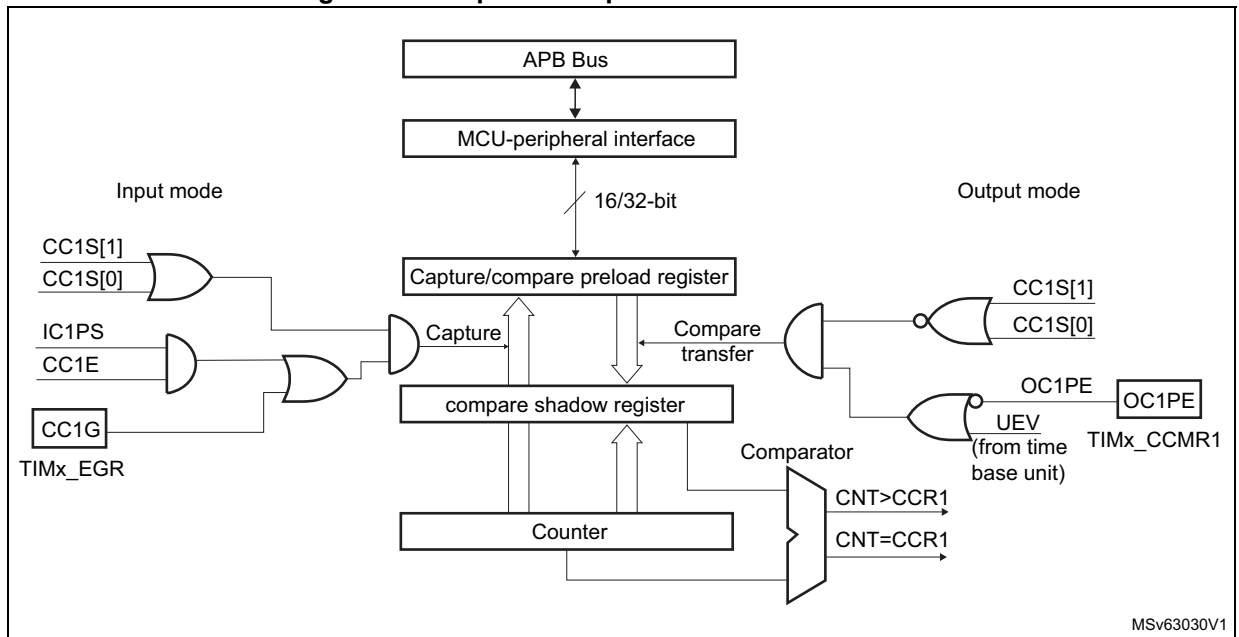 APB Bus
MCU-peripheral interface
Input mode
16/32-bit
Output mode
CC1S[1]
CC1S[0]
Capture/compare preload register
CC1S[1]
CC1S[0]
IC1PS
CC1E
Capture
Compare
transfer
CC1G
TIMx_EGR
compare shadow register
OC1PE
OC1PE
UEV
(from time
base unit)
TIMx_CCMR1
Comparator
CNT>CCR1
Counter
CNT=CCR1
MSv63030V1